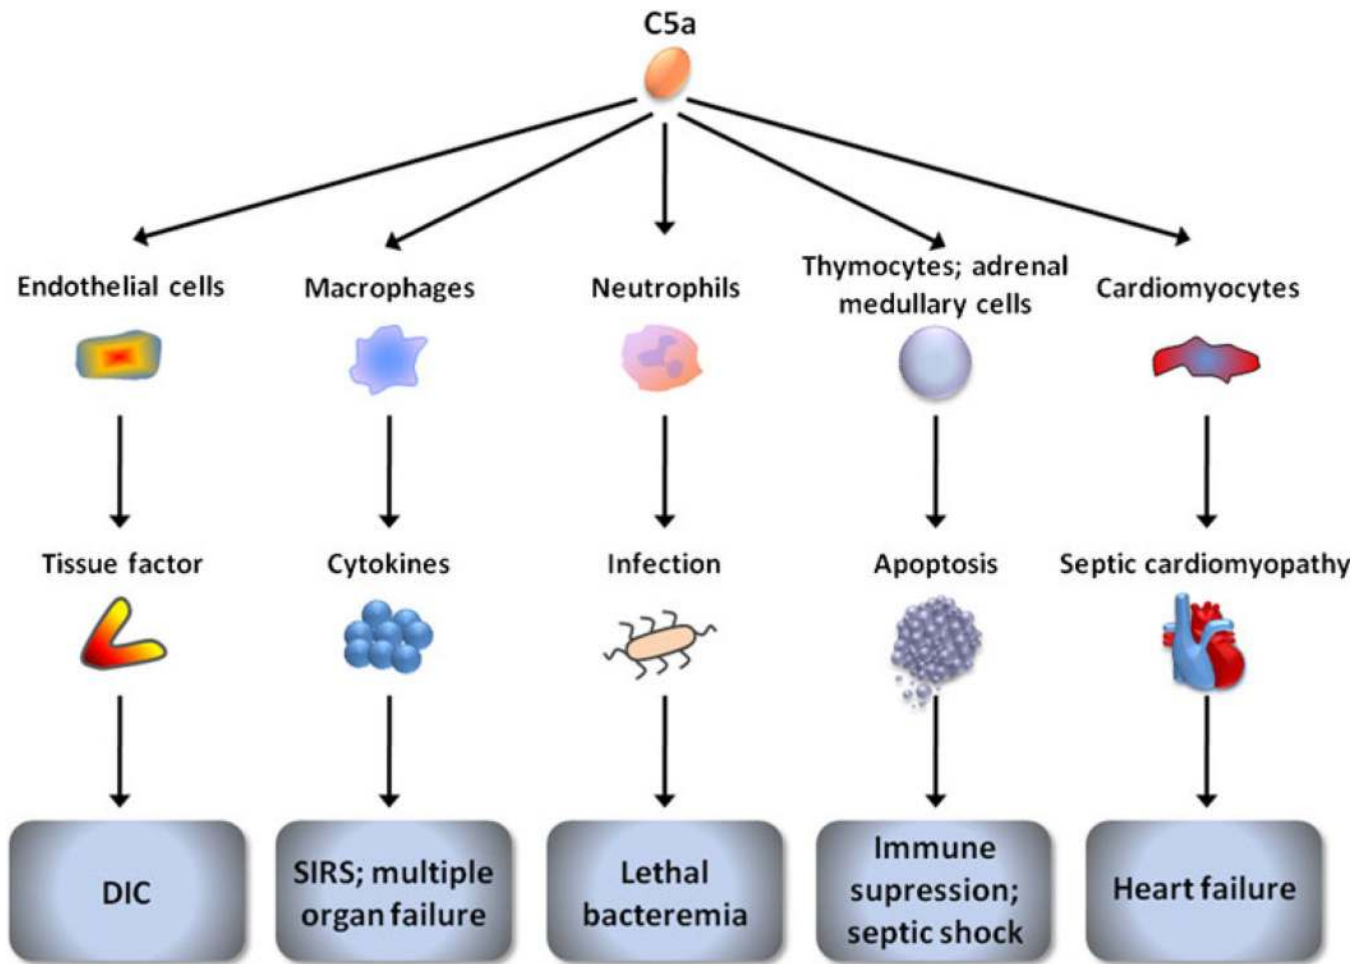 C5a
Endothelial cells
Macrophages
Neutrophils
Thymocytes; adrenal
medullary cells
Cardiomyocytes
Tissue factor
Cytokines
Infection
Apoptosis
Septic cardiomyopathy
DIC
SIRS; multiple
organ failure
Lethal
bacteremia
Immune
supression;
septic shock
Heart failure